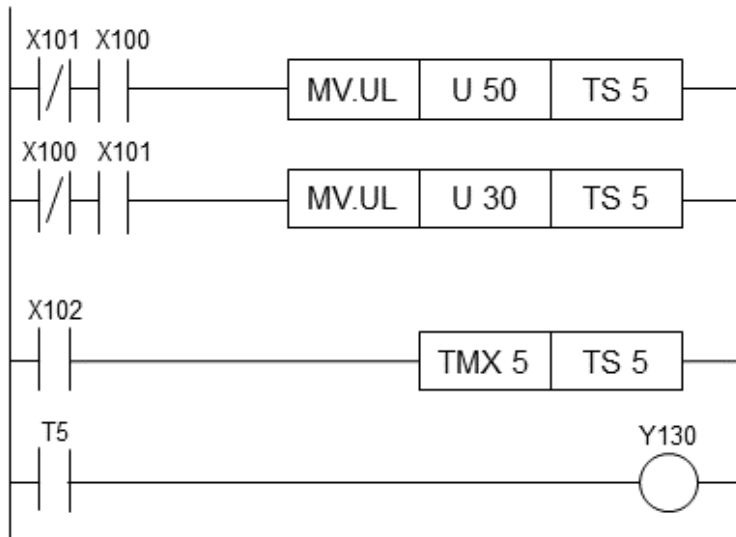 X101 X100
MV.UL U 50 TS 5
X100 X101
MV.UL U 30 TS 5
X102
TMX 5 TS 5
T5 Y130